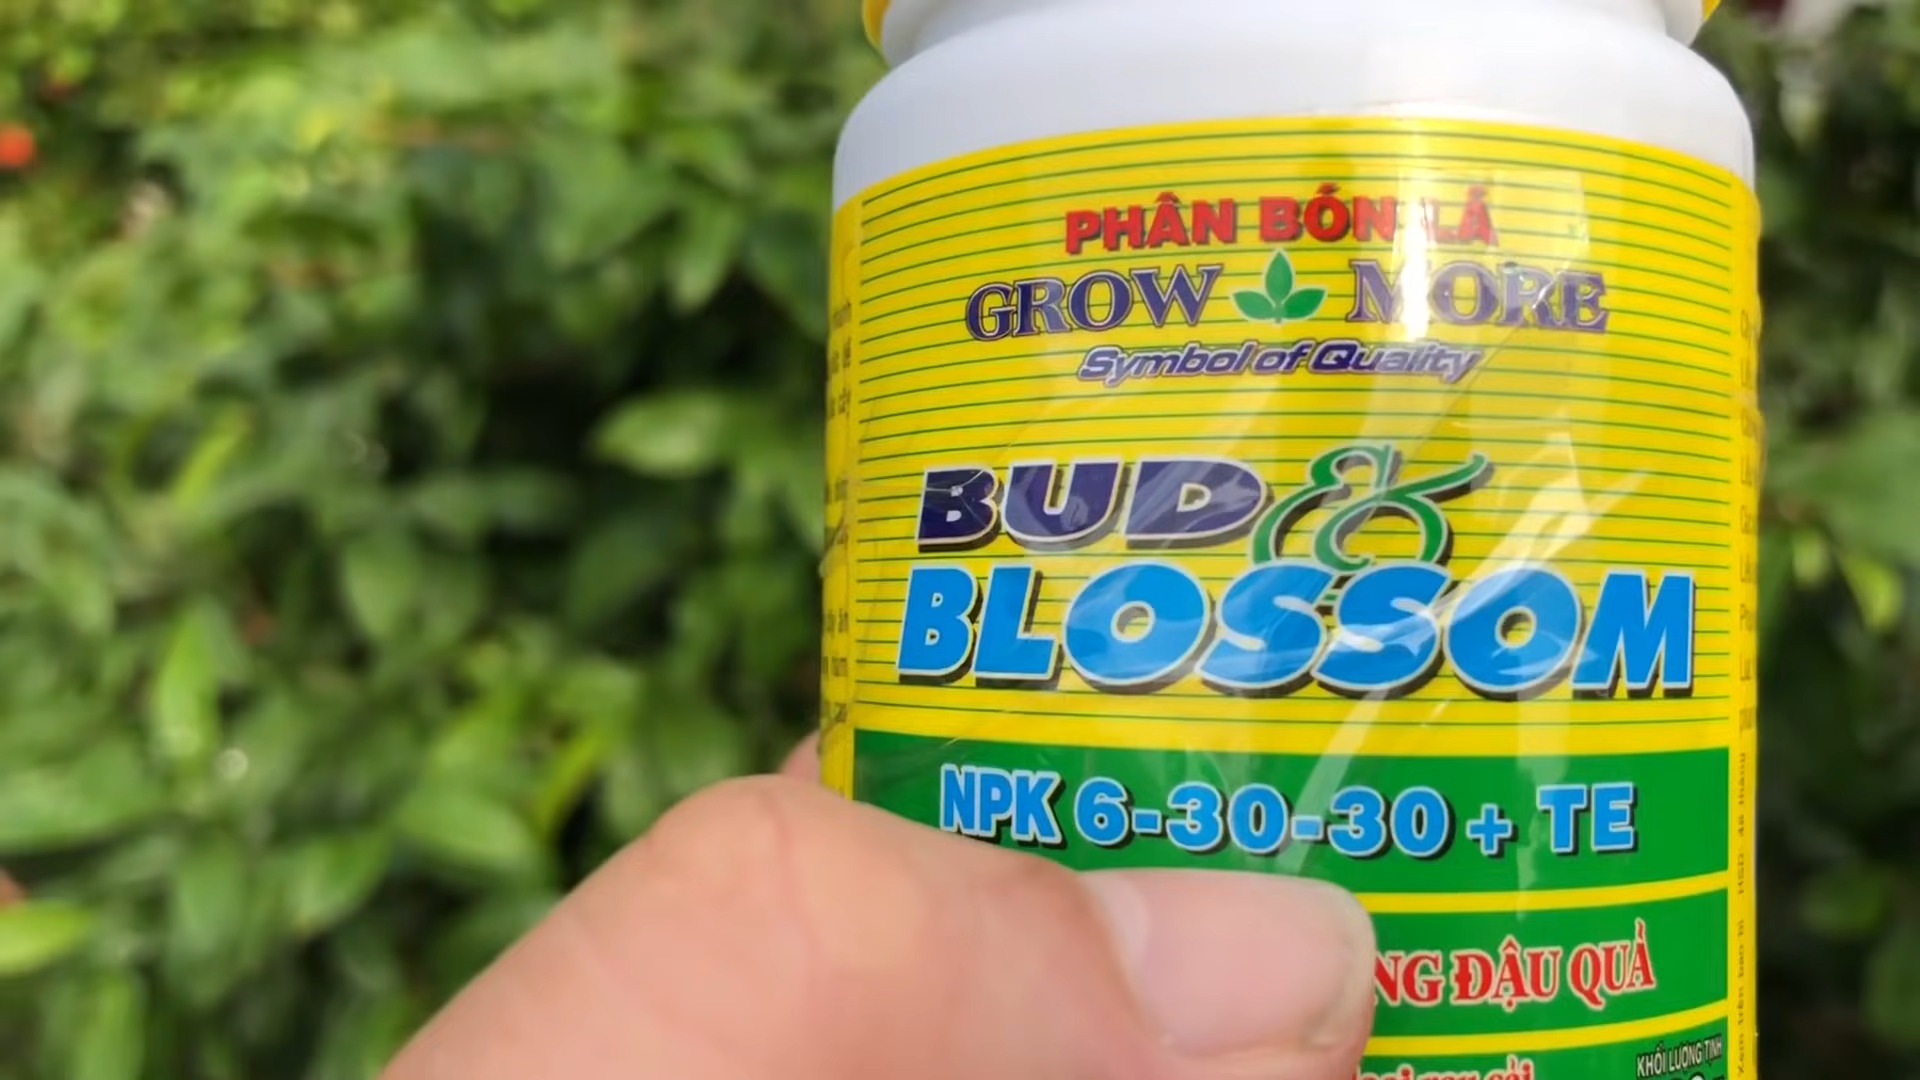 PHÂN BÓN LÁ
GROW MORE
Symbol of Quality
BUD &
BLOSSOM
NPK 6-30-30 + TE
NG ĐẬU QUẢ
KHỐI LƯỢNG TỊNH